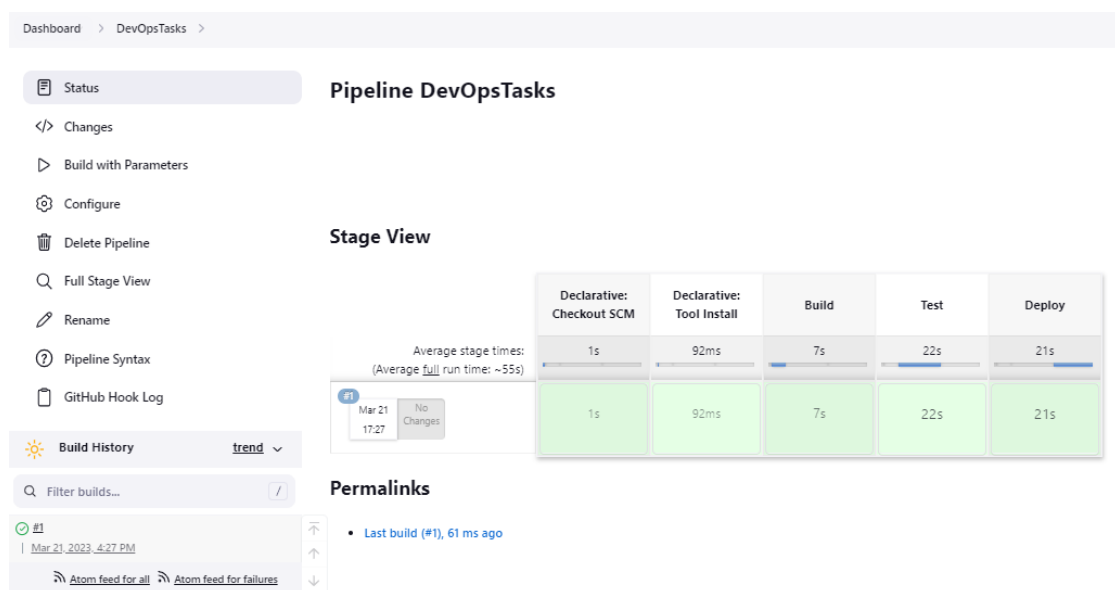 Dashboard > DevOpsTasks >
Status
Changes
Build with Parameters
Configure
Delete Pipeline
Full Stage View
Rename
Pipeline Syntax
GitHub Hook Log
Build History trend
Filter builds... /
#1
Mar 21, 2023, 4:27 PM
Atom feed for all Atom feed for failures
Pipeline DevOpsTasks
Stage View
Declarative: Checkout SCM
Declarative: Tool Install
Build
Test
Deploy
Average stage times: 1s 92ms 7s 22s 21s
(Average full run time: ~55s)
#1
Mar 21
17:27
No
Changes
1s 92ms 7s 22s 21s
Permalinks
Last build (#1), 61 ms ago